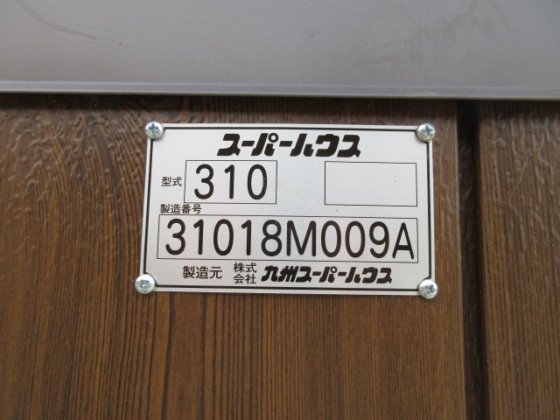 スーパーハウス
型式 310
製造番号
31018M009A
製造元 株式会社 九州スーパーハウス